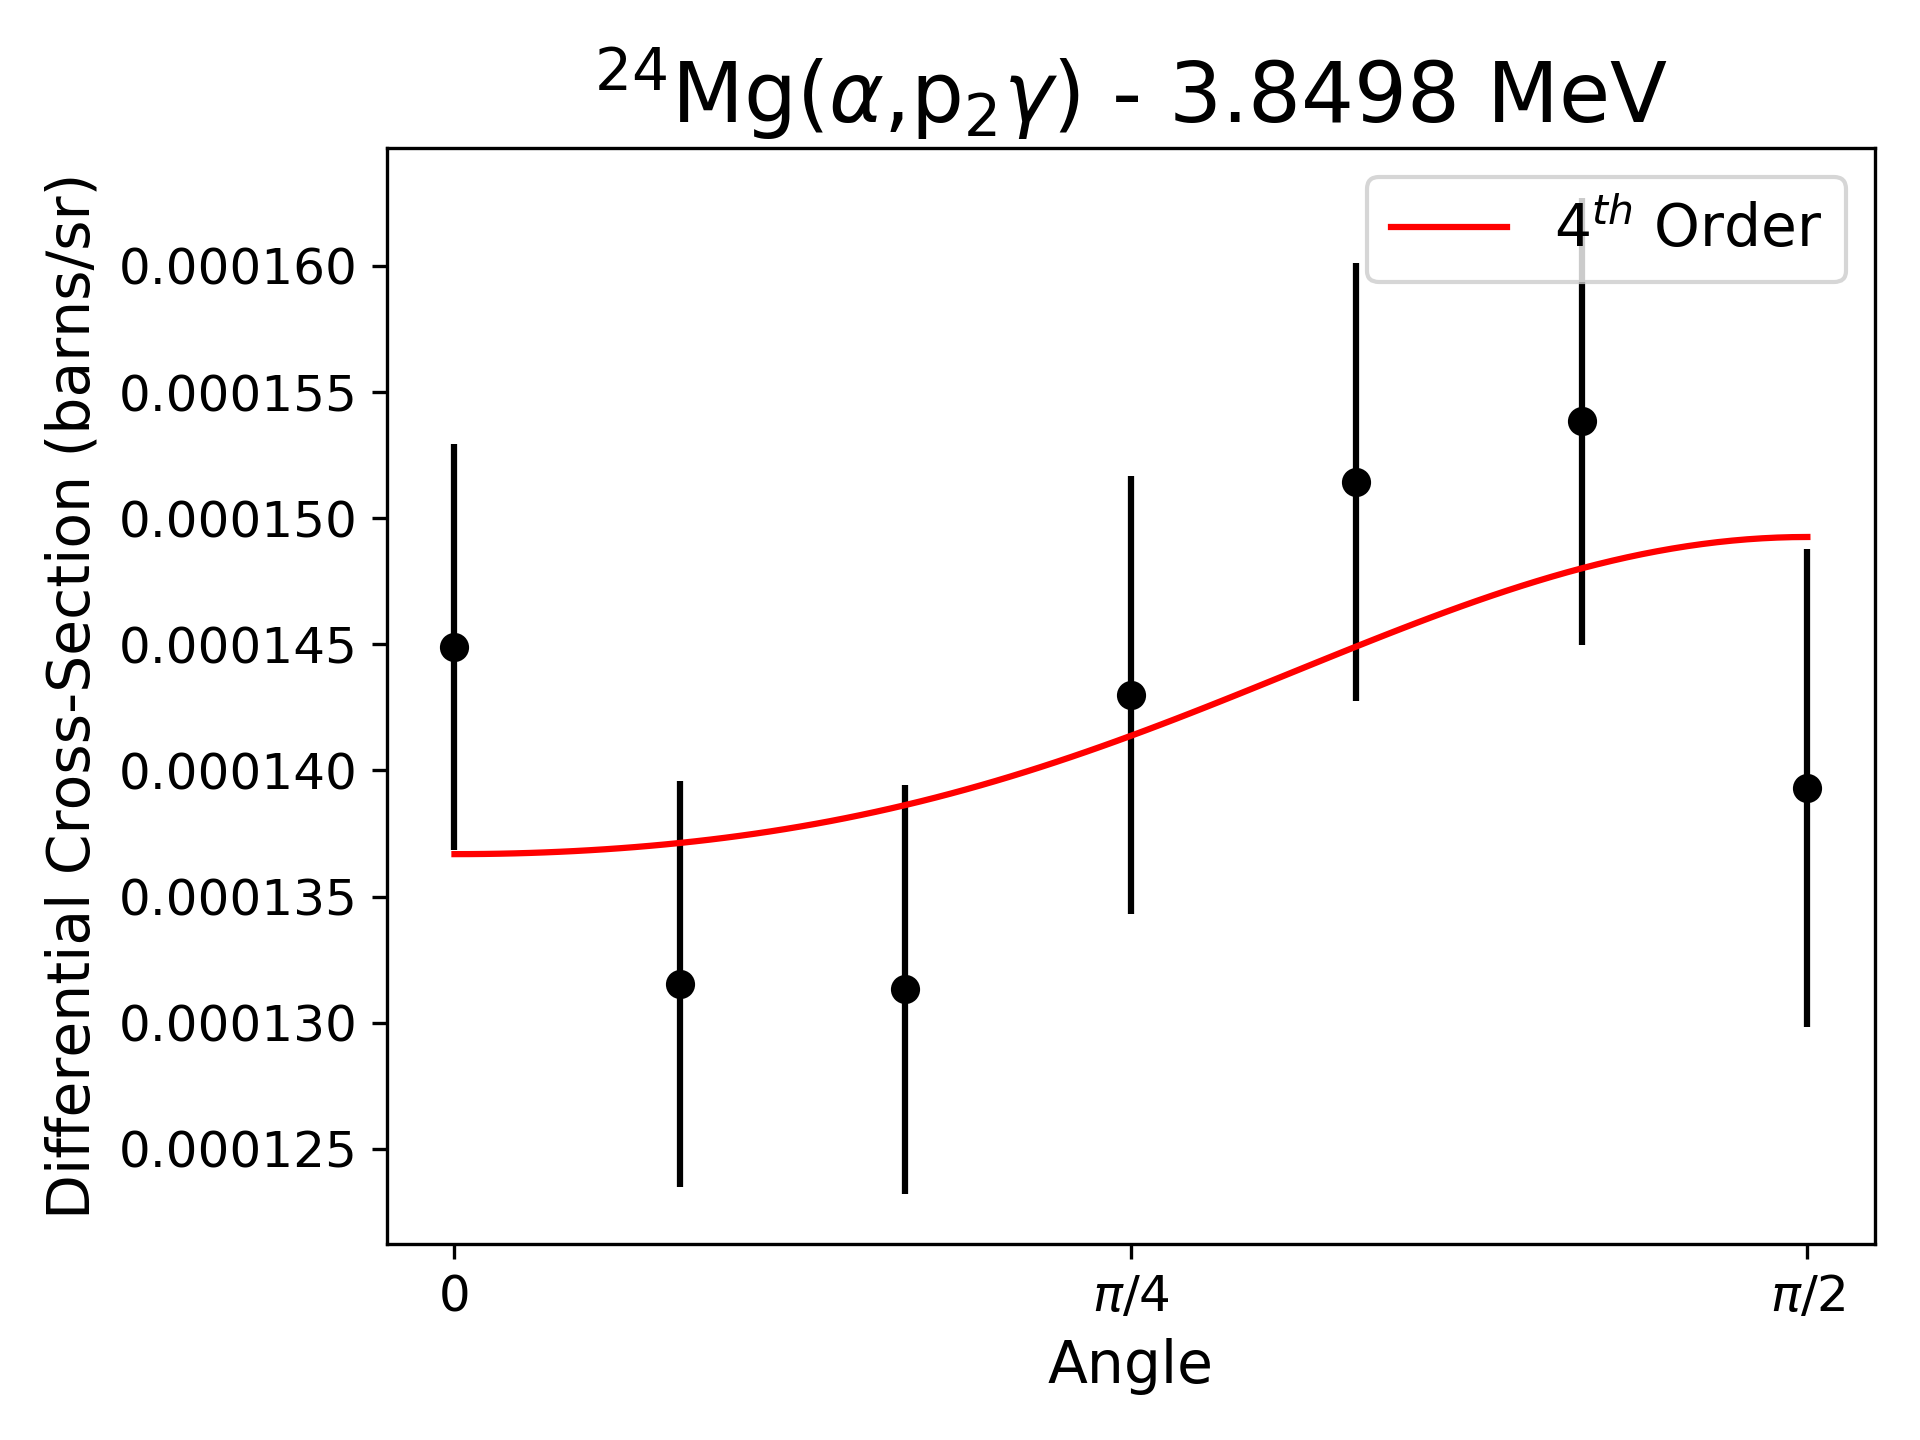 ²⁴Mg(α,p₂γ) - 3.8498 MeV
4ᵗʰ Order
Differential Cross-Section (barns/sr)
0.000160
0.000155
0.000150
0.000145
0.000140
0.000135
0.000130
0.000125
0
π/4
π/2
Angle